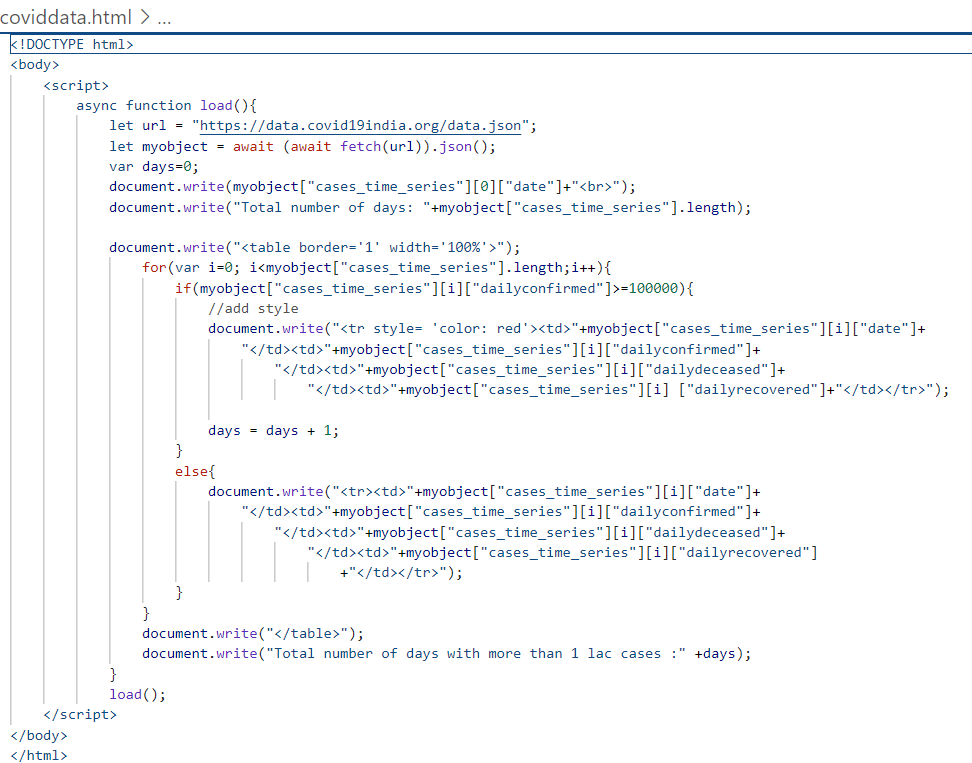 coviddata.html > ...
<!DOCTYPE html>
<body>
    <script>
        async function load(){
            let url = "https://data.covid19india.org/data.json";
            let myobject = await (await fetch(url)).json();
            var days=0;
            document.write(myobject["cases_time_series"][0]["date"]+"<br>");
            document.write("Total number of days: "+myobject["cases_time_series"].length);

            document.write("<table border='1' width='100%'>");
                for(var i=0; i<myobject["cases_time_series"].length;i++){
                    if(myobject["cases_time_series"][i]["dailyconfirmed"]>=100000){
                        //add style
                        document.write("<tr style= 'color: red'><td>"+myobject["cases_time_series"][i]["date"]+
                            "</td><td>"+myobject["cases_time_series"][i]["dailyconfirmed"]+
                                "</td><td>"+myobject["cases_time_series"][i]["dailydeceased"]+
                                    "</td><td>"+myobject["cases_time_series"][i] ["dailyrecovered"]+"</td></tr>");

                        days = days + 1;
                    }
                    else{
                        document.write("<tr><td>"+myobject["cases_time_series"][i]["date"]+
                            "</td><td>"+myobject["cases_time_series"][i]["dailyconfirmed"]+
                                "</td><td>"+myobject["cases_time_series"][i]["dailydeceased"]+
                                    "</td><td>"+myobject["cases_time_series"][i]["dailyrecovered"]
                                        +"</td></tr>");
                    }
                }
                document.write("</table>");
                document.write("Total number of days with more than 1 lac cases :" +days);
            }
            load();
    </script>
</body>
</html>